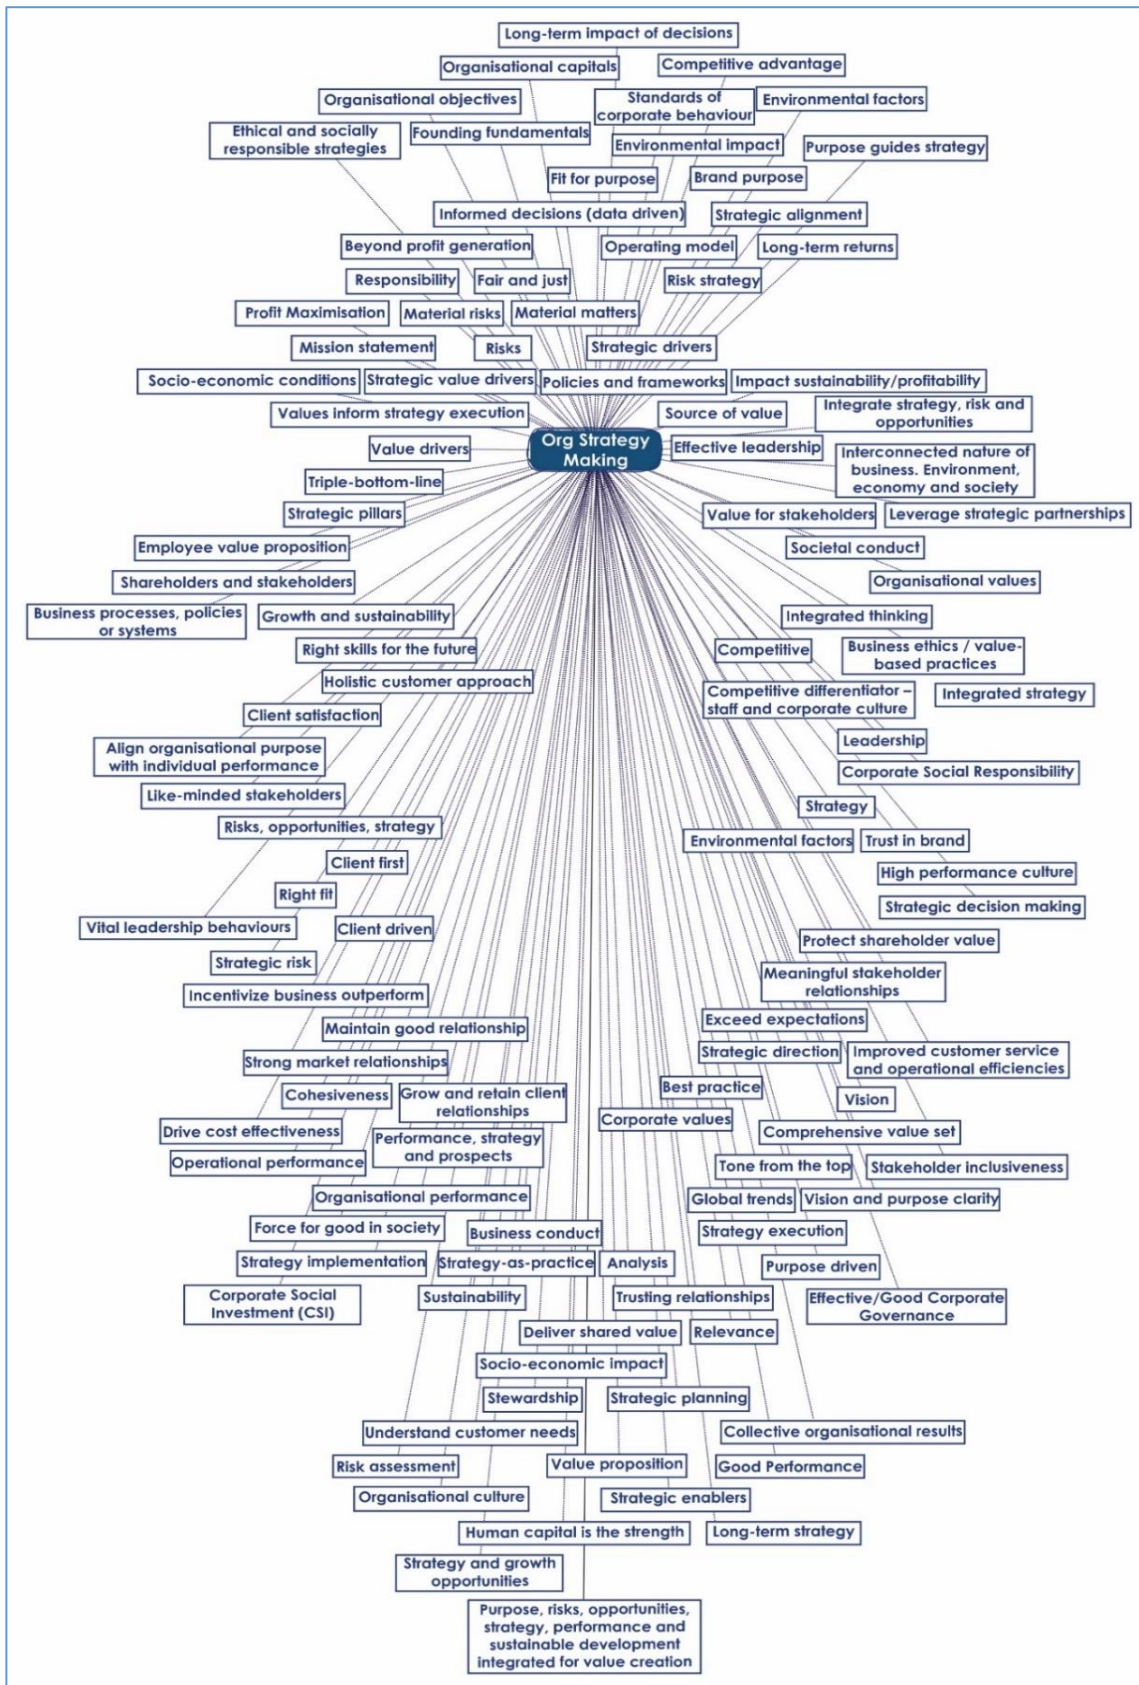 Long-term impact of decisions
Organisational capitals
Competitive advantage
Organisational objectives
Standards of
corporate behaviour
Environmental factors
Ethical and socially
responsible strategies
Founding fundamentals
Environmental impact
Purpose guides strategy
Fit for purpose
Brand purpose
Informed decisions (data driven)
Strategic alignment
Beyond profit generation
Operating model
Long-term returns
Responsibility
Fair and just
Risk strategy
Profit Maximisation
Material risks
Material matters
Mission statement
Risks
Strategic drivers
Socio-economic conditions
Strategic value drivers
Policies and frameworks
Impact sustainability/profitability
Values inform strategy execution
Source of value
Integrate strategy, risk and
opportunities
Org Strategy
Making
Value drivers
Effective leadership
Interconnected nature of
business. Environment,
economy and society
Triple-bottom-line
Strategic pillars
Value for stakeholders
Leverage strategic partnerships
Employee value proposition
Societal conduct
Shareholders and stakeholders
Organisational values
Business processes, policies
or systems
Growth and sustainability
Integrated thinking
Right skills for the future
Competitive
Business ethics / value-
based practices
Holistic customer approach
Competitive differentiator –
staff and corporate culture
Integrated strategy
Client satisfaction
Align organisational purpose
with individual performance
Leadership
Corporate Social Responsibility
Like-minded stakeholders
Strategy
Risks, opportunities, strategy
Environmental factors
Trust in brand
Client first
High performance culture
Right fit
Strategic decision making
Vital leadership behaviours
Client driven
Protect shareholder value
Strategic risk
Meaningful stakeholder
relationships
Incentivize business outperform
Maintain good relationship
Exceed expectations
Strong market relationships
Strategic direction
Improved customer service
and operational efficiencies
Cohesiveness
Grow and retain client
relationships
Best practice
Vision
Drive cost effectiveness
Performance, strategy
and prospects
Corporate values
Comprehensive value set
Operational performance
Tone from the top
Stakeholder inclusiveness
Organisational performance
Global trends
Vision and purpose clarity
Force for good in society
Business conduct
Strategy execution
Strategy implementation
Strategy-as-practice
Analysis
Purpose driven
Corporate Social
Investment (CSI)
Sustainability
Trusting relationships
Effective/Good Corporate
Governance
Deliver shared value
Relevance
Socio-economic impact
Stewardship
Strategic planning
Understand customer needs
Collective organisational results
Risk assessment
Value proposition
Good Performance
Organisational culture
Strategic enablers
Human capital is the strength
Long-term strategy
Strategy and growth
opportunities
Purpose, risks, opportunities,
strategy, performance and
sustainable development
integrated for value creation